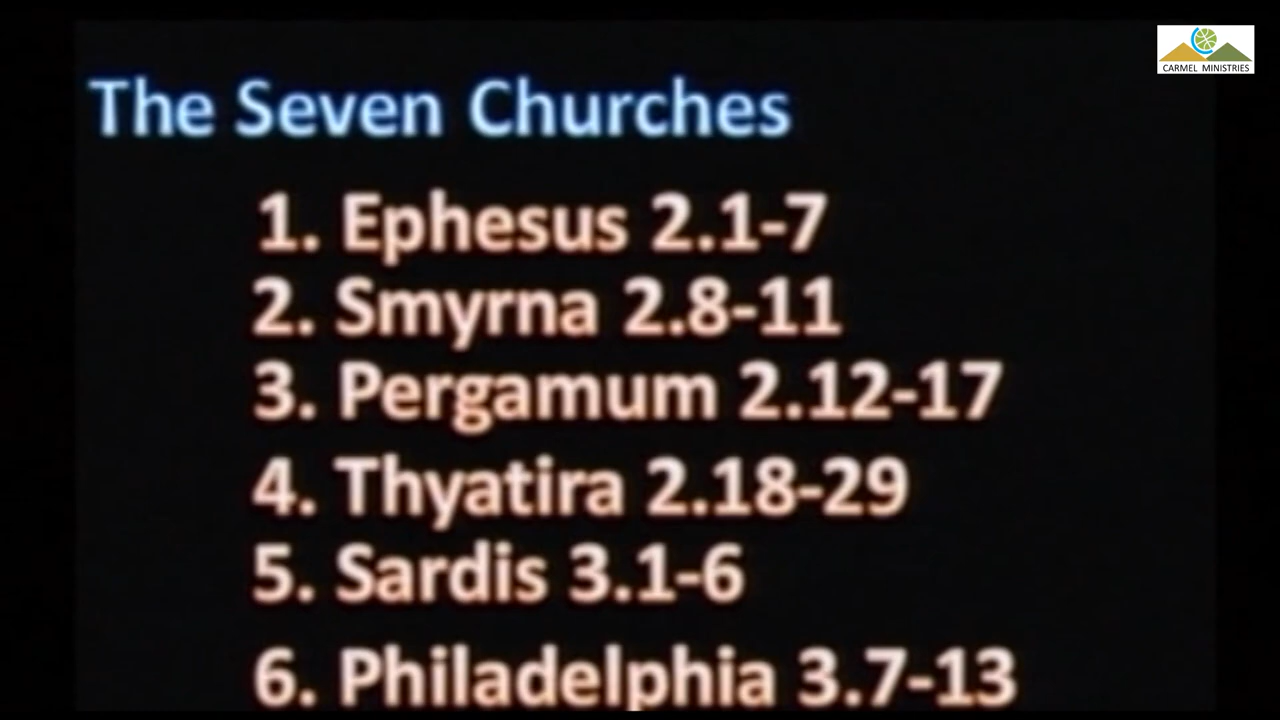 CARMEL MINISTRIES
The Seven Churches
1. Ephesus 2.1-7
2. Smyrna 2.8-11
3. Pergamum 2.12-17
4. Thyatira 2.18-29
5. Sardis 3.1-6
6. Philadelphia 3.7-13